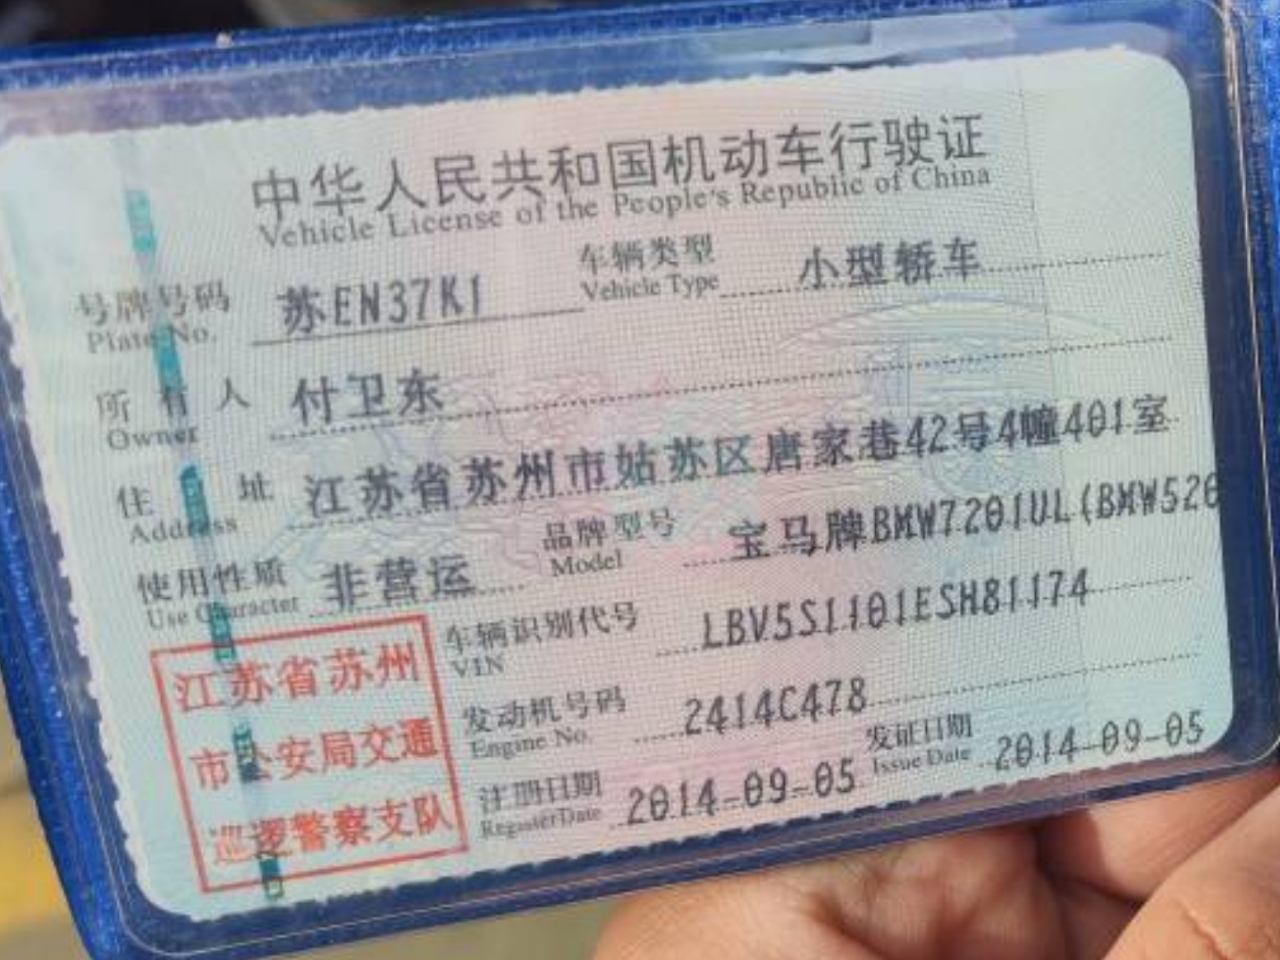 中华人民共和国机动车行驶证
Vehicle License of the People's Republic of China
号牌号码 苏EN37K1 车辆类型 小型轿车
Plate No. Vehicle Type
所有人 付卫东
Owner
住址 江苏省苏州市姑苏区唐家巷42号4幢401室
Address
使用性质 非营运 品牌型号 宝马牌BMW7201UL(BMW520
Use Character Model
车辆识别代号 LBV5S1101ESH81174
VIN
发动机号码 2414C478
Engine No.
注册日期 2014-09-05 发证日期 2014-09-05
Register Date Issue Date
江苏省苏州
市公安局交通
巡逻警察支队